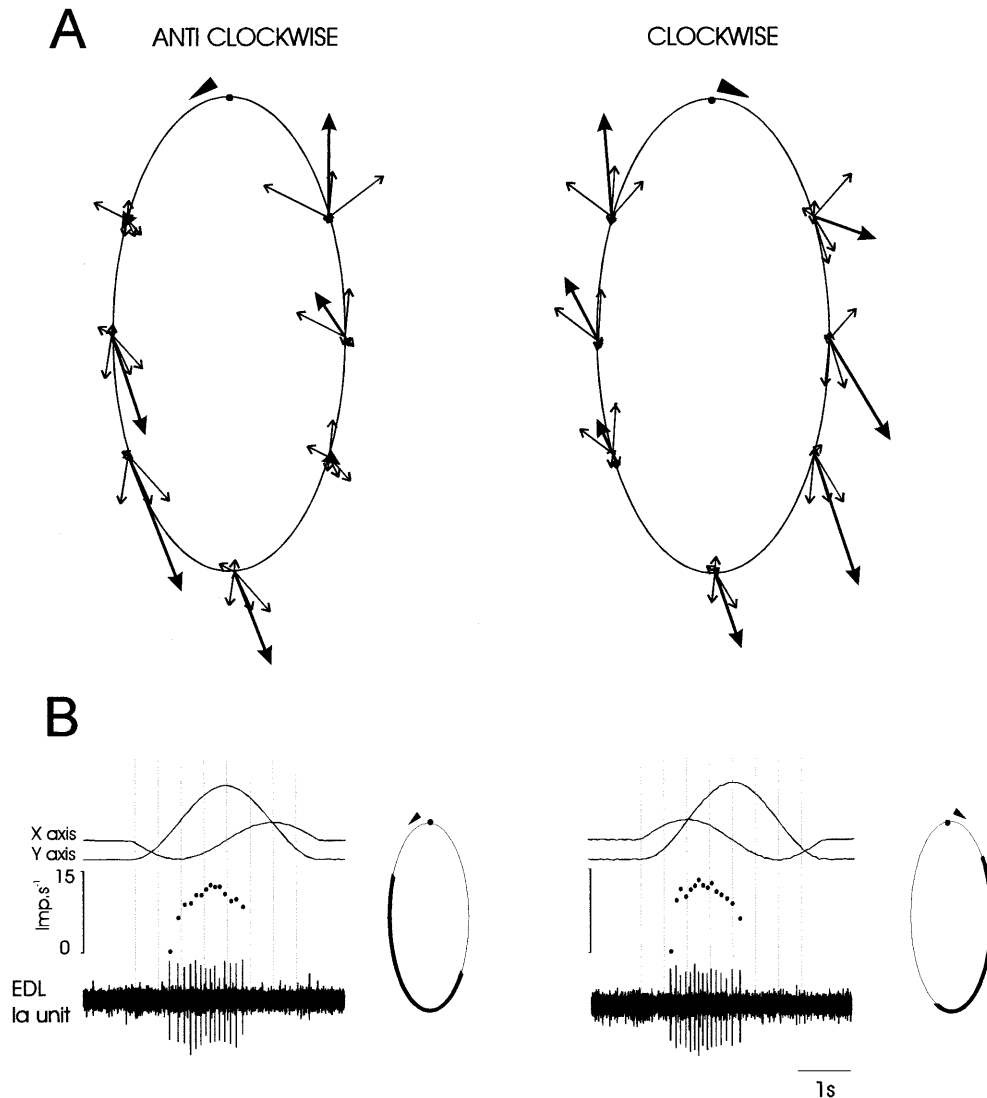 A
ANTI CLOCKWISE
CLOCKWISE
B
X axis
Y axis
15
Imp.s⁻¹
0
EDL
Ia unit
1s